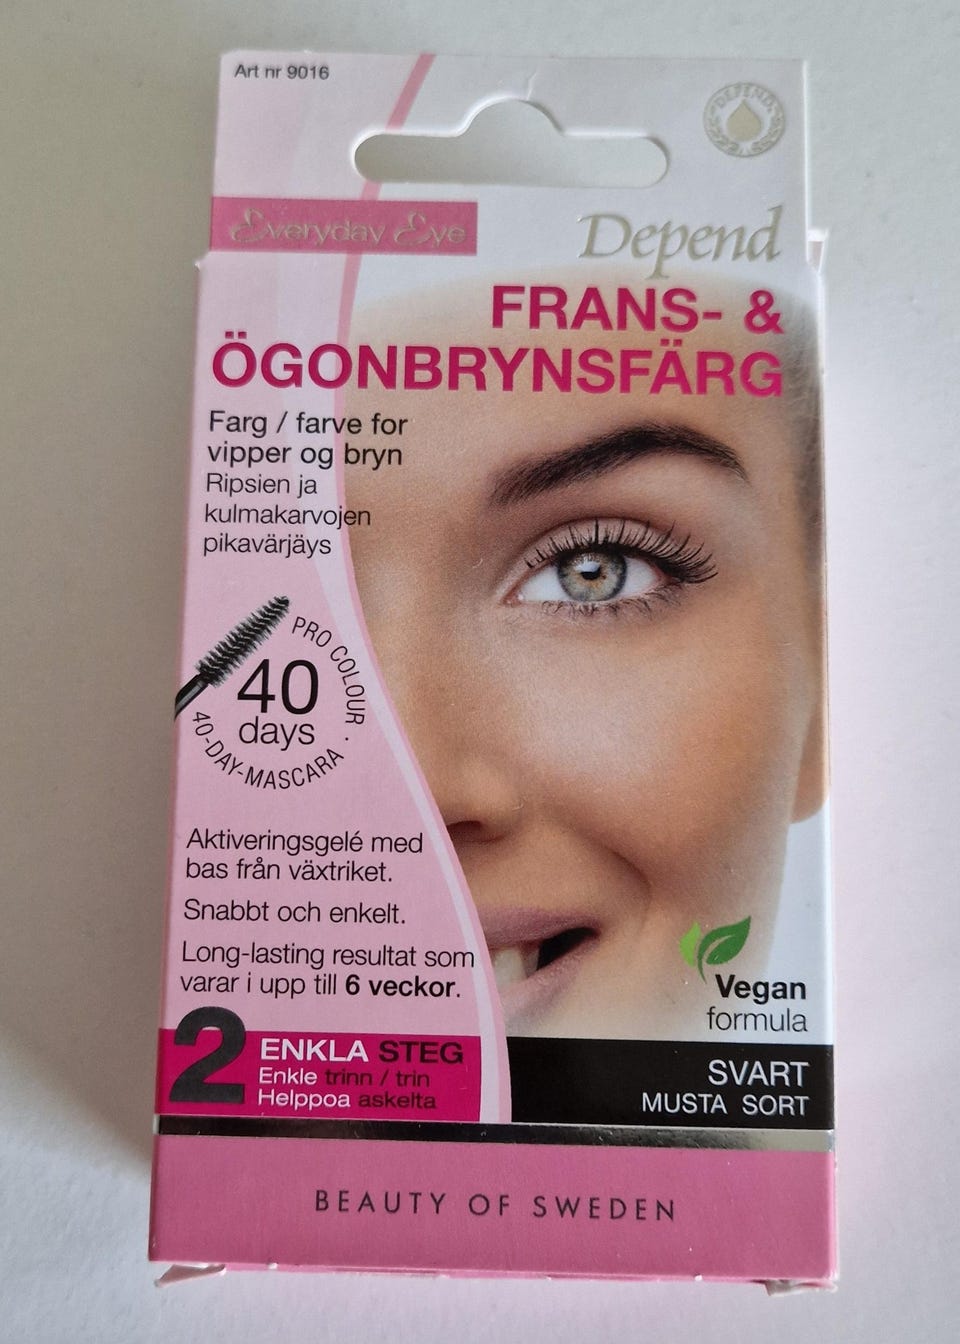 Art nr 9016
DEPEND
Everyday Eye
Depend
FRANS- &
ÖGONBRYNSFÄRG
Farg / farve for
vipper og bryn
Ripsien ja
kulmakarvojen
pikavärjäys
PRO COLOUR ·
40
days
40-DAY-MASCARA
Aktiveringsgelé med
bas från växtriket.
Snabbt och enkelt.
Long-lasting resultat som
varar i upp till 6 veckor.
2 ENKLA STEG
Enkle trinn / trin
Helppoa askelta
Vegan
formula
SVART
MUSTA SORT
BEAUTY OF SWEDEN